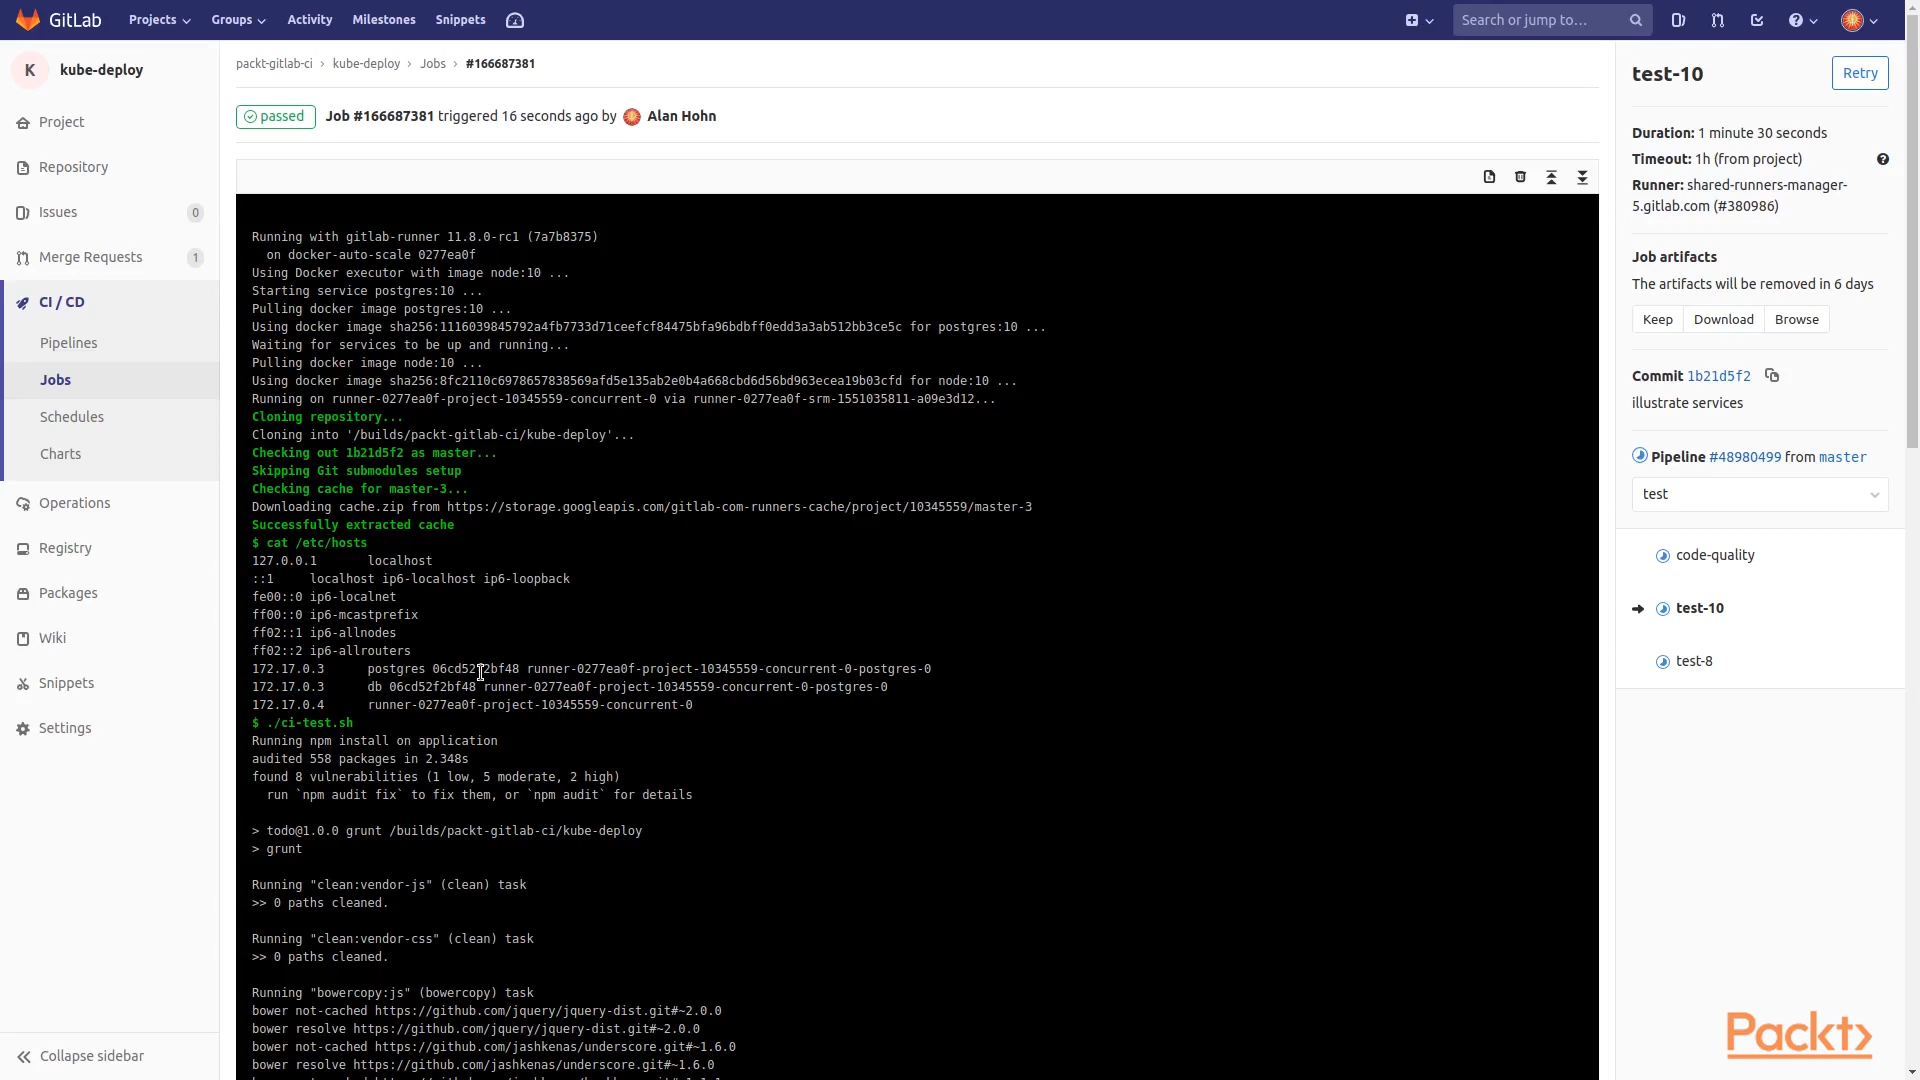 GitLab Projects Groups Activity Milestones Snippets Search or jump to...
K kube-deploy
Project
Repository
Issues 0
Merge Requests 1
CI / CD
Pipelines
Jobs
Schedules
Charts
Operations
Registry
Packages
Wiki
Snippets
Settings
Collapse sidebar
packt-gitlab-ci › kube-deploy › Jobs › #166687381
passed Job #166687381 triggered 16 seconds ago by Alan Hohn
Running with gitlab-runner 11.8.0-rc1 (7a7b8375)
on docker-auto-scale 0277ea0f
Using Docker executor with image node:10 ...
Starting service postgres:10 ...
Pulling docker image postgres:10 ...
Using docker image sha256:1116039845792a4fb7733d71ceefcf84475bfa96bdbff0edd3a3ab512bb3ce5c for postgres:10 ...
Waiting for services to be up and running...
Pulling docker image node:10 ...
Using docker image sha256:8fc2110c6978657838569afd5e135ab2e0b4a668cbd6d56bd963ecea19b03cfd for node:10 ...
Running on runner-0277ea0f-project-10345559-concurrent-0 via runner-0277ea0f-srm-1551035811-a09e3d12...
Cloning repository...
Cloning into '/builds/packt-gitlab-ci/kube-deploy'...
Checking out 1b21d5f2 as master...
Skipping Git submodules setup
Checking cache for master-3...
Downloading cache.zip from https://storage.googleapis.com/gitlab-com-runners-cache/project/10345559/master-3
Successfully extracted cache
$ cat /etc/hosts
127.0.0.1 localhost
::1 localhost ip6-localhost ip6-loopback
fe00::0 ip6-localnet
ff00::0 ip6-mcastprefix
ff02::1 ip6-allnodes
ff02::2 ip6-allrouters
172.17.0.3 postgres 06cd52f2bf48 runner-0277ea0f-project-10345559-concurrent-0-postgres-0
172.17.0.3 db 06cd52f2bf48 runner-0277ea0f-project-10345559-concurrent-0-postgres-0
172.17.0.4 runner-0277ea0f-project-10345559-concurrent-0
$ ./ci-test.sh
Running npm install on application
audited 558 packages in 2.348s
found 8 vulnerabilities (1 low, 5 moderate, 2 high)
run `npm audit fix` to fix them, or `npm audit` for details
> todo@1.0.0 grunt /builds/packt-gitlab-ci/kube-deploy
> grunt
Running "clean:vendor-js" (clean) task
>> 0 paths cleaned.
Running "clean:vendor-css" (clean) task
>> 0 paths cleaned.
Running "bowercopy:js" (bowercopy) task
bower not-cached https://github.com/jquery/jquery-dist.git#~2.0.0
bower resolve https://github.com/jquery/jquery-dist.git#~2.0.0
bower not-cached https://github.com/jashkenas/underscore.git#~1.6.0
bower resolve https://github.com/jashkenas/underscore.git#~1.6.0
test-10 Retry
Duration: 1 minute 30 seconds
Timeout: 1h (from project)
Runner: shared-runners-manager-
5.gitlab.com (#380986)
Job artifacts
The artifacts will be removed in 6 days
Keep Download Browse
Commit 1b21d5f2
illustrate services
Pipeline #48980499 from master
test
code-quality
test-10
test-8
Packt>